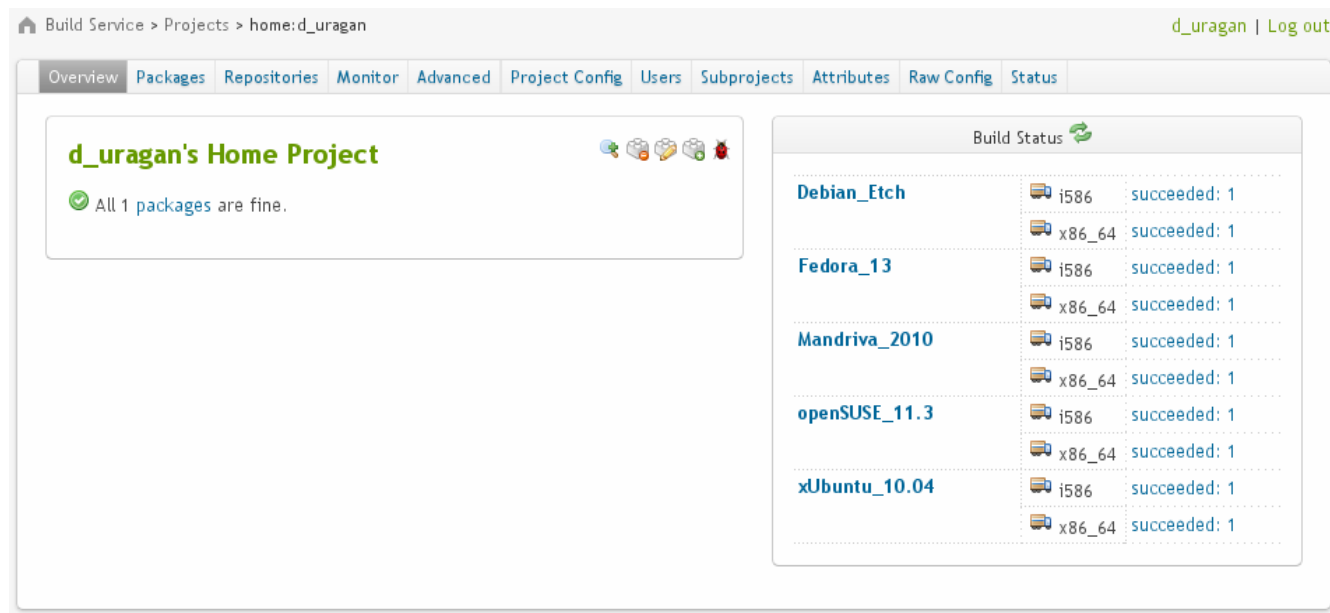 Build Service > Projects > home:d_uragan
d_uragan | Log out
Overview Packages Repositories Monitor Advanced Project Config Users Subprojects Attributes Raw Config Status
d_uragan's Home Project
All 1 packages are fine.
Build Status
Debian_Etch i586 succeeded: 1
x86_64 succeeded: 1
Fedora_13 i586 succeeded: 1
x86_64 succeeded: 1
Mandriva_2010 i586 succeeded: 1
x86_64 succeeded: 1
openSUSE_11.3 i586 succeeded: 1
x86_64 succeeded: 1
xUbuntu_10.04 i586 succeeded: 1
x86_64 succeeded: 1